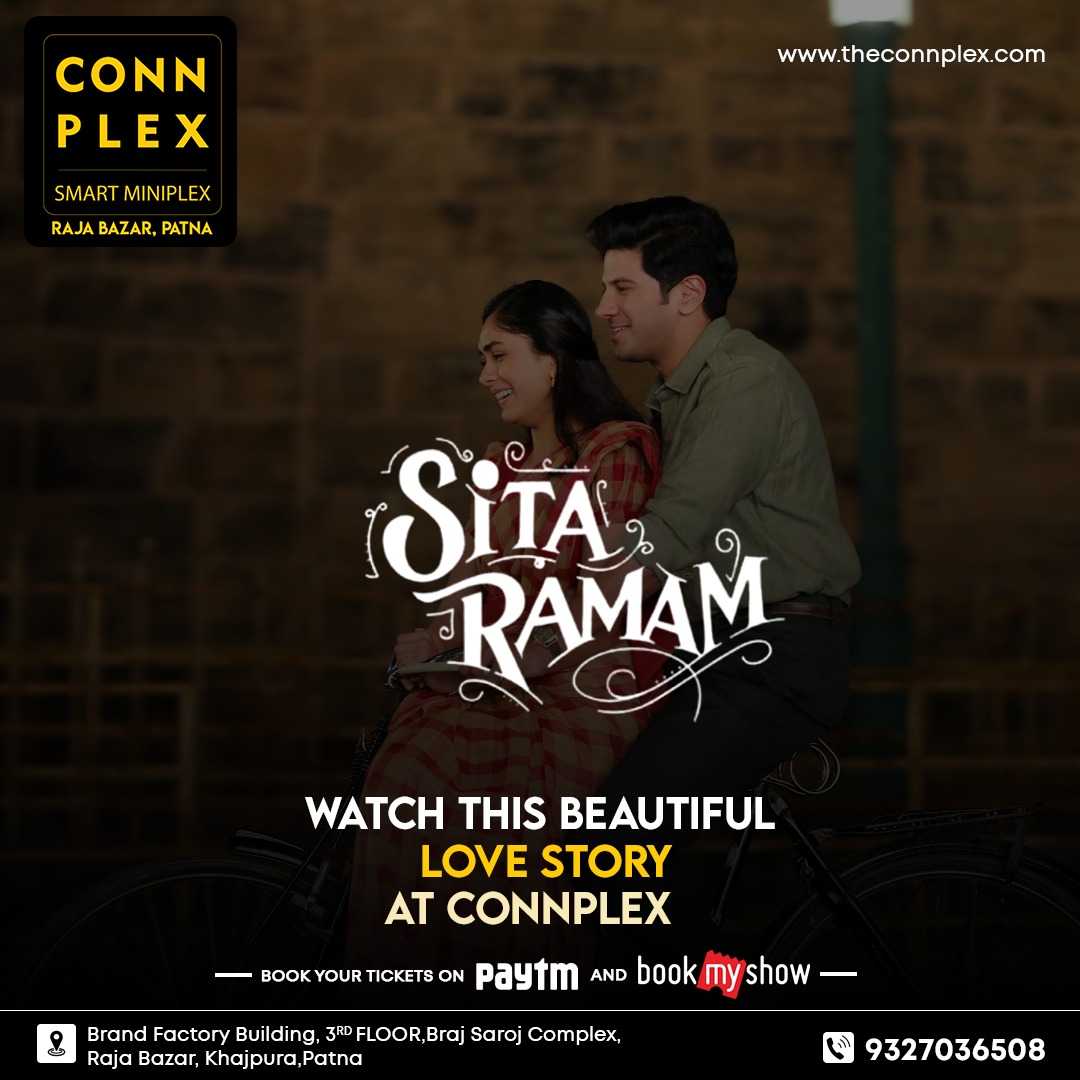 CONN
PLEX
SMART MINIPLEX
RAJA BAZAR, PATNA
www.theconnplex.com
SiTA
RAMAM
WATCH THIS BEAUTIFUL
LOVE STORY
AT CONNPLEX
BOOK YOUR TICKETS ON paytm AND bookmyshow
Brand Factory Building, 3RD FLOOR,Braj Saroj Complex,
Raja Bazar, Khajpura,Patna
9327036508